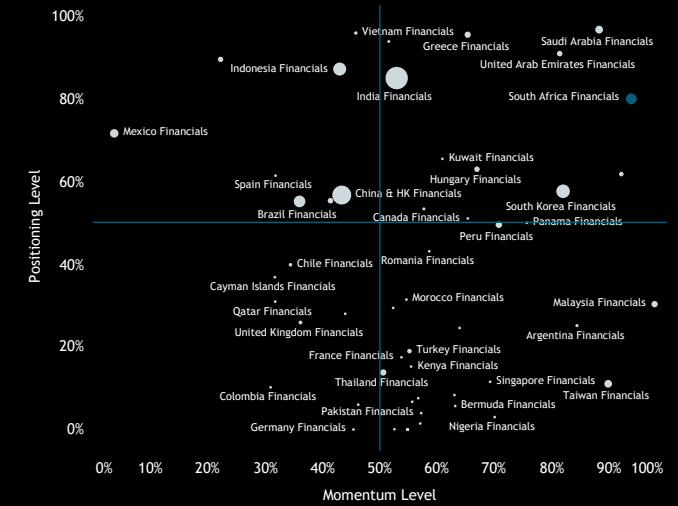 100%
Vietnam Financials
Saudi Arabia Financials
Greece Financials
United Arab Emirates Financials
Indonesia Financials
India Financials
South Africa Financials
80%
Mexico Financials
Kuwait Financials
Hungary Financials
60%
Spain Financials
China & HK Financials
South Korea Financials
Brazil Financials
Canada Financials
Panama Financials
Peru Financials
Positioning Level
Romania Financials
40%
Chile Financials
Cayman Islands Financials
Morocco Financials
Malaysia Financials
Qatar Financials
United Kingdom Financials
Argentina Financials
20%
France Financials
Turkey Financials
Kenya Financials
Thailand Financials
Singapore Financials
Colombia Financials
Taiwan Financials
Pakistan Financials
Bermuda Financials
0%
Germany Financials
Nigeria Financials
0% 10% 20% 30% 40% 50% 60% 70% 80% 90% 100%
Momentum Level